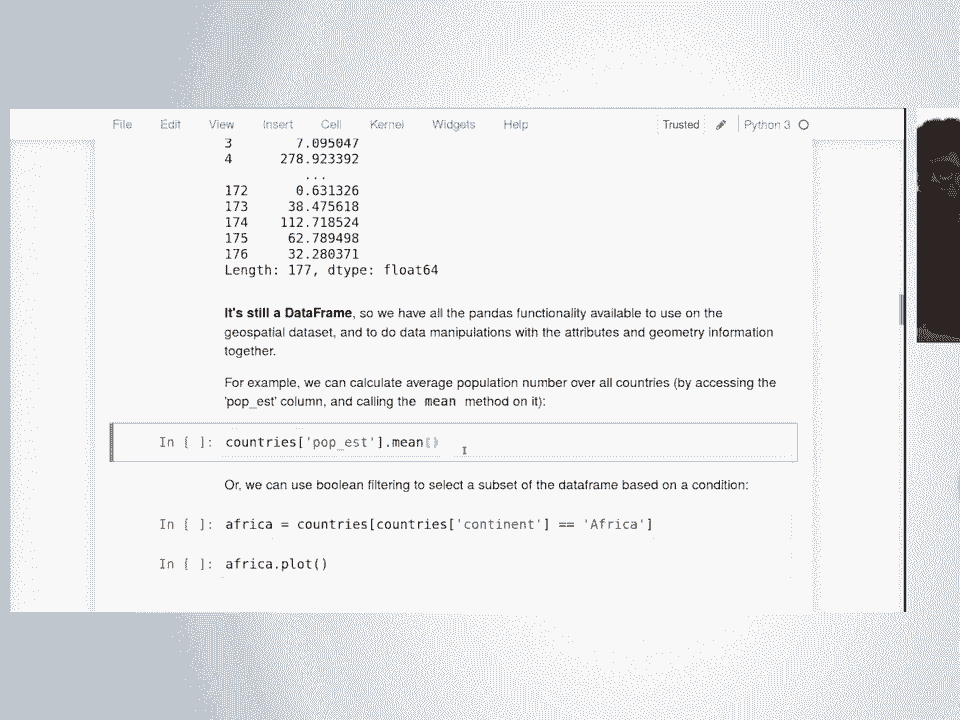 File Edit View Insert Cell Kernel Widgets Help Trusted Python 3
3 7.095047
4 278.923392
...
172 0.631326
173 38.475618
174 112.718524
175 62.789498
176 32.280371
Length: 177, dtype: float64
It's still a DataFrame, so we have all the pandas functionality available to use on the
geospatial dataset, and to do data manipulations with the attributes and geometry information
together.
For example, we can calculate average population number over all countries (by accessing the
'pop_est' column, and calling the mean method on it):
In [ ]: countries['pop_est'].mean()
Or, we can use boolean filtering to select a subset of the dataframe based on a condition:
In [ ]: africa = countries[countries['continent'] == 'Africa']
In [ ]: africa.plot()